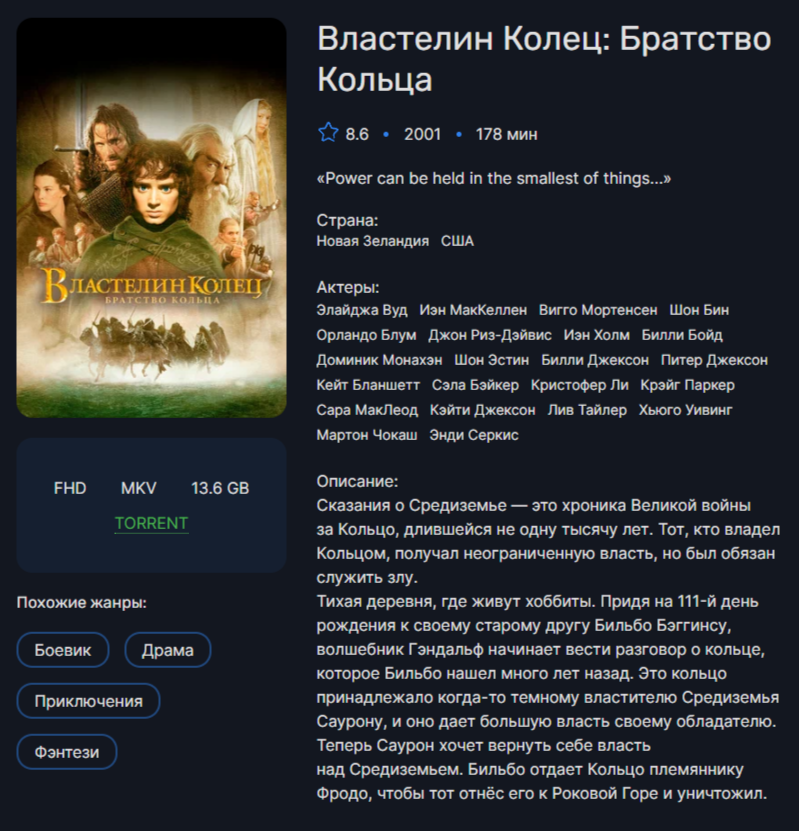 Властелин Колец: Братство
Кольца
8.6 • 2001 • 178 мин
«Power can be held in the smallest of things...»
Страна:
Новая Зеландия США
Актеры:
Элайджа Вуд Иэн МакКеллен Вигго Мортенсен Шон Бин
Орландо Блум Джон Риз-Дэйвис Иэн Холм Билли Бойд
Доминик Монахэн Шон Эстин Билли Джексон Питер Джексон
Кейт Бланшетт Сэла Бэйкер Кристофер Ли Крэйг Паркер
Сара МакЛеод Кэйти Джексон Лив Тайлер Хьюго Уивинг
Мартон Чокаш Энди Серкис
Описание:
Сказания о Средиземье — это хроника Великой войны
за Кольцо, длившейся не одну тысячу лет. Тот, кто владел
Кольцом, получал неограниченную власть, но был обязан
служить злу.
Тихая деревня, где живут хоббиты. Придя на 111-й день
рождения к своему старому другу Бильбо Бэггинсу,
волшебник Гэндальф начинает вести разговор о кольце,
которое Бильбо нашел много лет назад. Это кольцо
принадлежало когда-то темному властителю Средиземья
Саурону, и оно дает большую власть своему обладателю.
Теперь Саурон хочет вернуть себе власть
над Средиземьем. Бильбо отдает Кольцо племяннику
Фродо, чтобы тот отнёс его к Роковой Горе и уничтожил.
Властелин Колец
Братство Кольца
FHD MKV 13.6 GB
TORRENT
Похожие жанры:
Боевик Драма
Приключения
Фэнтези